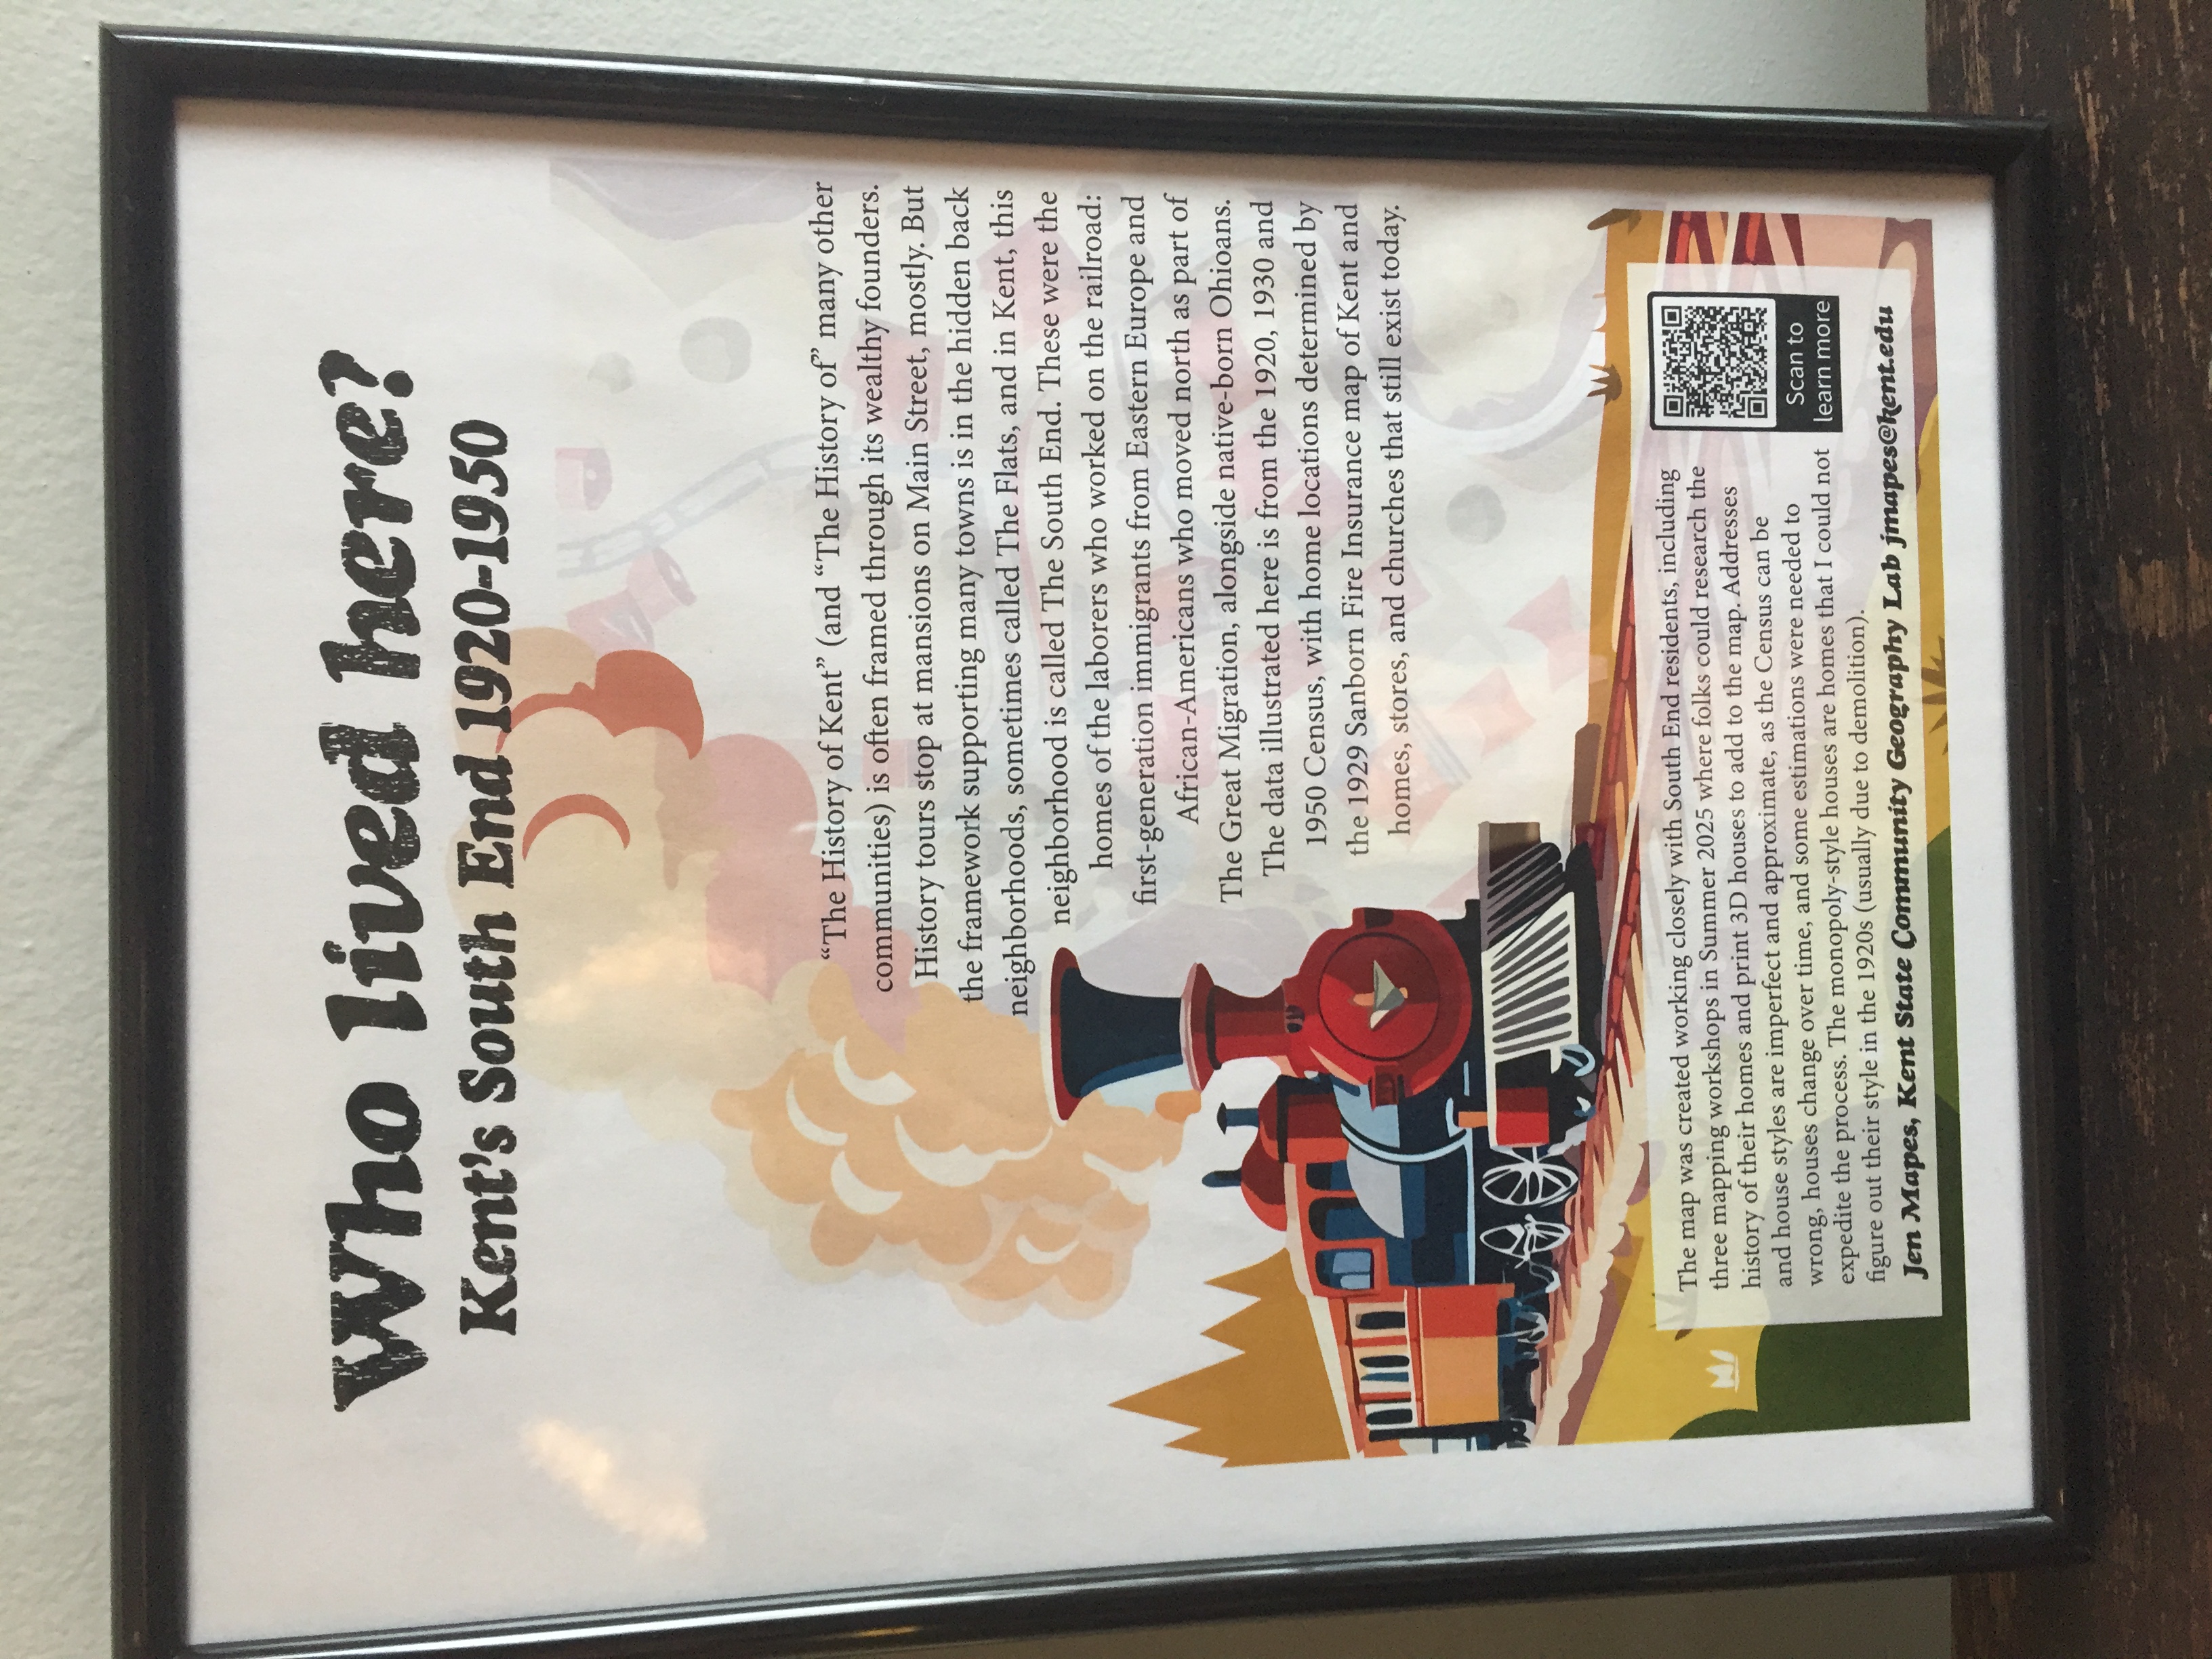 Who lived here?
Kent's South End 1920-1950
“The History of Kent” (and “The History of” many other
communities) is often framed through its wealthy founders.
History tours stop at mansions on Main Street, mostly. But
the framework supporting many towns is in the hidden back
neighborhoods, sometimes called The Flats, and in Kent, this
neighborhood is called The South End. These were the
homes of the laborers who worked on the railroad:
first-generation immigrants from Eastern Europe and
African-Americans who moved north as part of
The Great Migration, alongside native-born Ohioans.
The data illustrated here is from the 1920, 1930 and
1950 Census, with home locations determined by
the 1929 Sanborn Fire Insurance map of Kent and
homes, stores, and churches that still exist today.
The map was created working closely with South End residents, including
three mapping workshops in Summer 2025 where folks could research the
history of their homes and print 3D houses to add to the map. Addresses
and house styles are imperfect and approximate, as the Census can be
wrong, houses change over time, and some estimations were needed to
expedite the process. The monopoly-style houses are homes that I could not
figure out their style in the 1920s (usually due to demolition).
Jen Mapes, Kent State Community Geography Lab jmapes@kent.edu
Scan to
learn more